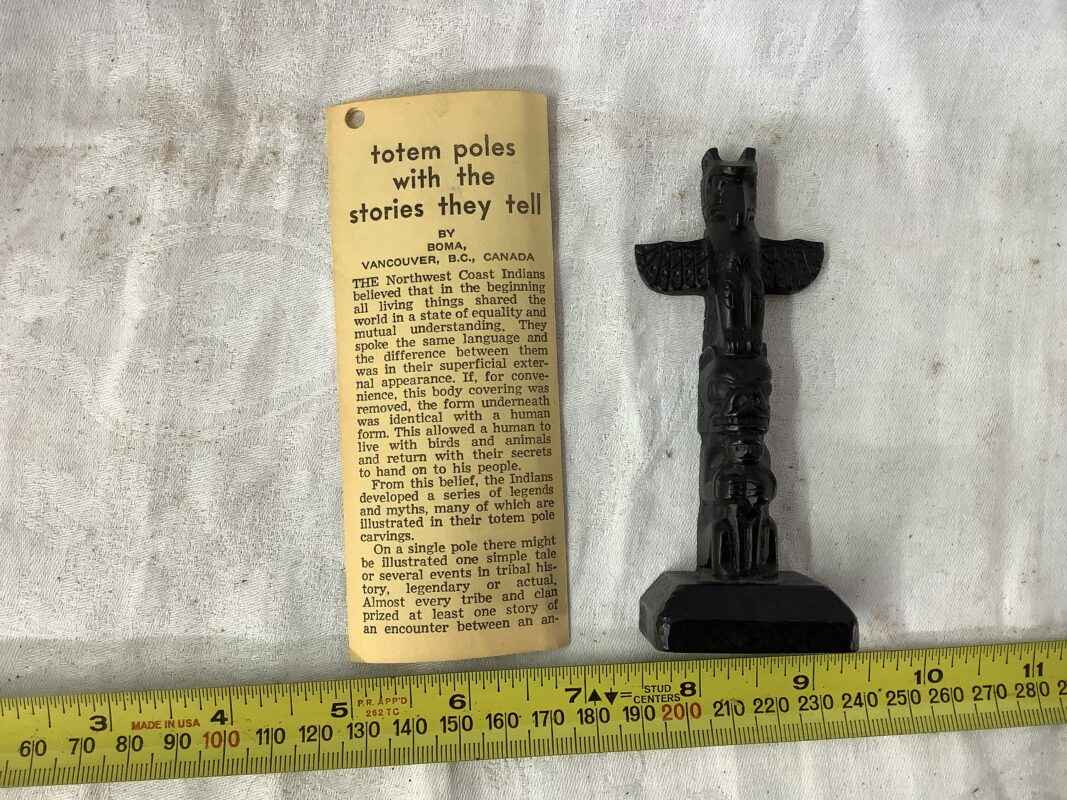 totem poles
with the
stories they tell
BY
BOMA,
VANCOUVER, B.C., CANADA
THE Northwest Coast Indians
believed that in the beginning
all living things shared the
world in a state of equality and
mutual understanding. They
spoke the same language and
the difference between them
was in their superficial exter-
nal appearance. If, for conve-
nience, this body covering was
removed, the form underneath
was identical with a human
form. This allowed a human to
live with birds and animals
and return with their secrets
to hand on to his people.
From this belief, the Indians
developed a series of legends
and myths, many of which are
illustrated in their totem pole
carvings.
On a single pole there might
be illustrated one simple tale
or several events in tribal his-
tory, legendary or actual.
Almost every tribe and clan
prized at least one story of
an encounter between an an-
3 MADE IN USA 4 5 P.R. APP'D 262 TC 6 7 = STUD CENTERS 8 9 10 11
60 70 80 90 100 110 120 130 140 150 160 170 180 190 200 210 220 230 240 250 260 270 280 2